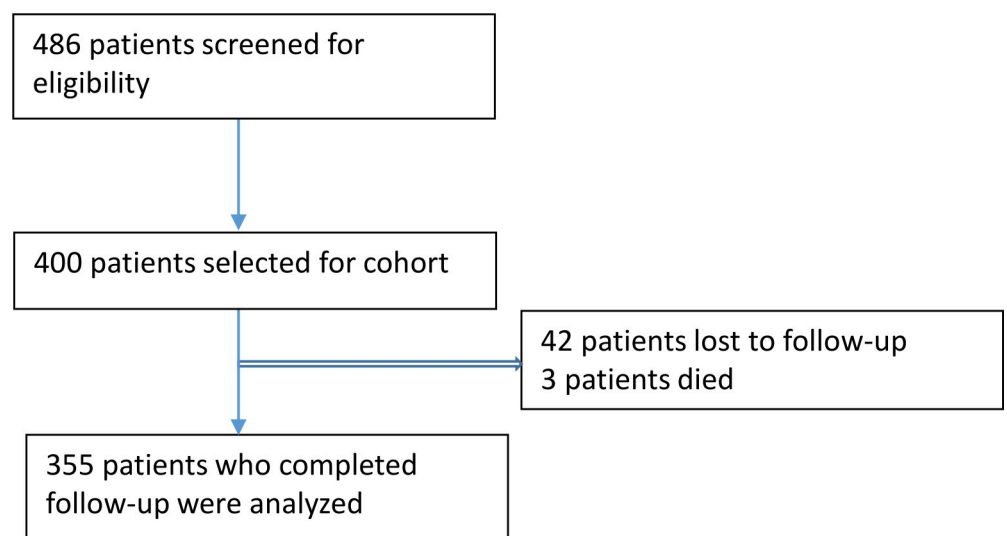 486 patients screened for
eligibility
400 patients selected for cohort
42 patients lost to follow-up
3 patients died
355 patients who completed
follow-up were analyzed